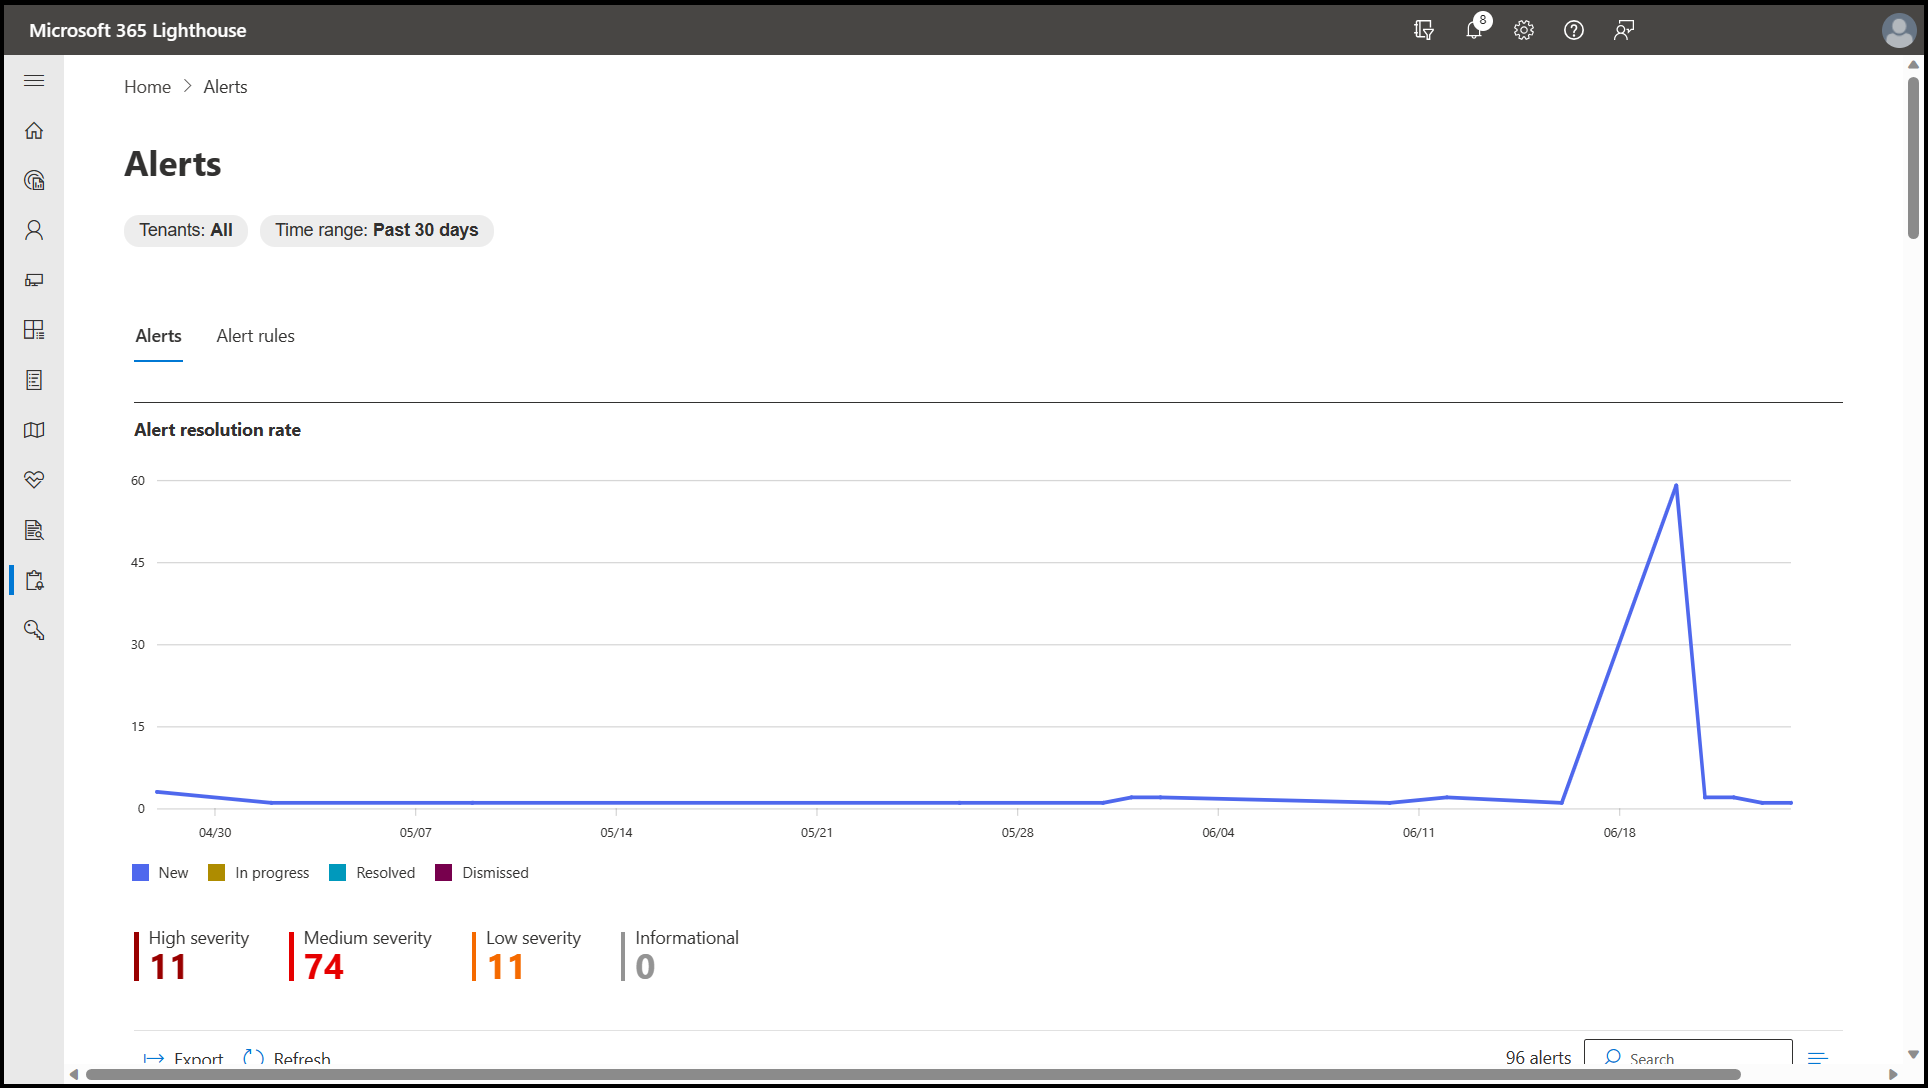 Microsoft 365 Lighthouse
8
Home > Alerts
Alerts
Tenants: All
Time range: Past 30 days
Alerts
Alert rules
Alert resolution rate
60
45
30
15
0
04/30
05/07
05/14
05/21
05/28
06/04
06/11
06/18
New
In progress
Resolved
Dismissed
High severity
11
Medium severity
74
Low severity
11
Informational
0
Export
Refresh
96 alerts
Search